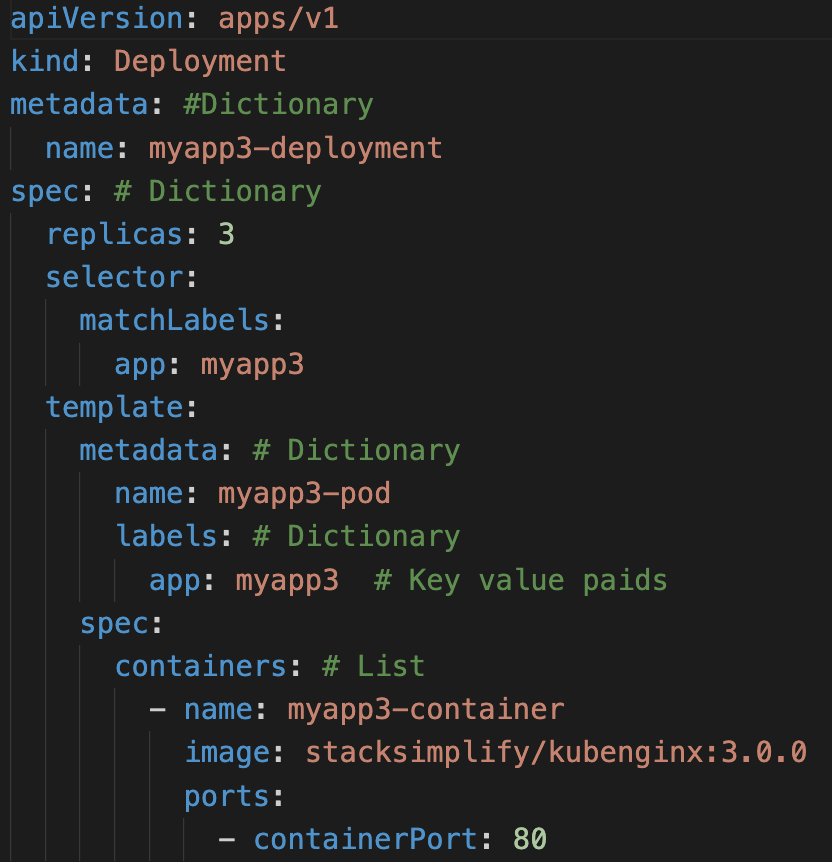 apiVersion: apps/v1
kind: Deployment
metadata: #Dictionary
  name: myapp3-deployment
spec: # Dictionary
  replicas: 3
  selector:
    matchLabels:
      app: myapp3
  template:
    metadata: # Dictionary
      name: myapp3-pod
      labels: # Dictionary
        app: myapp3  # Key value paids
    spec:
      containers: # List
        - name: myapp3-container
          image: stacksimplify/kubenginx:3.0.0
          ports:
            - containerPort: 80